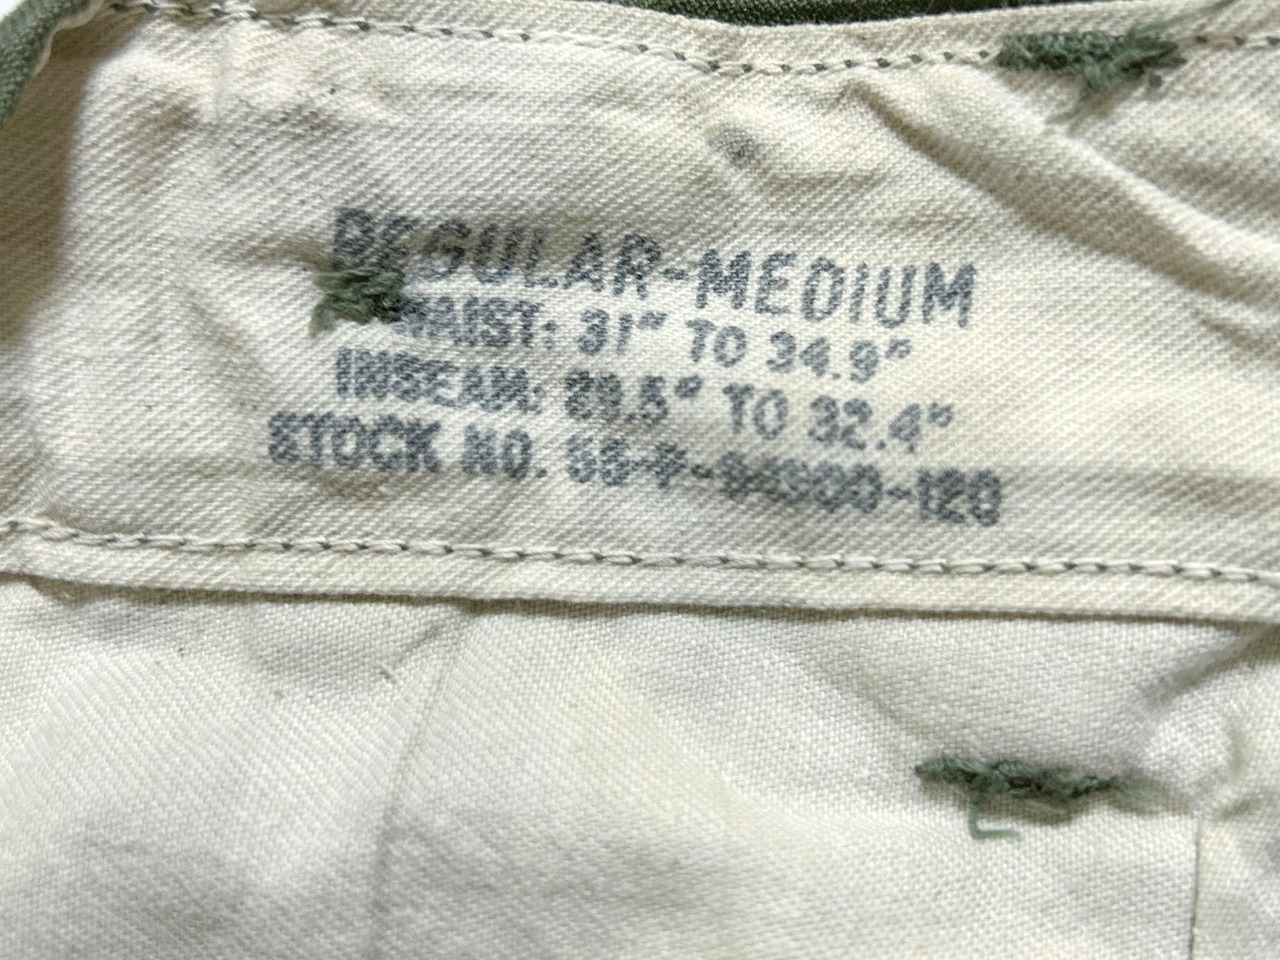 REGULAR-MEDIUM
WAIST: 31" TO 34.9"
INSEAM: 29.5" TO 32.4"
STOCK NO.